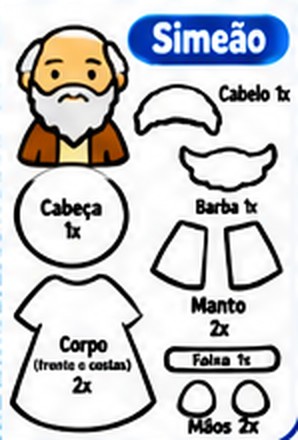 Simeão
Cabelo 1x
Barba 1x
Cabeça
1x
Manto
2x
Corpo
(frente e costas)
2x
Faixa 1x
Mãos 2x